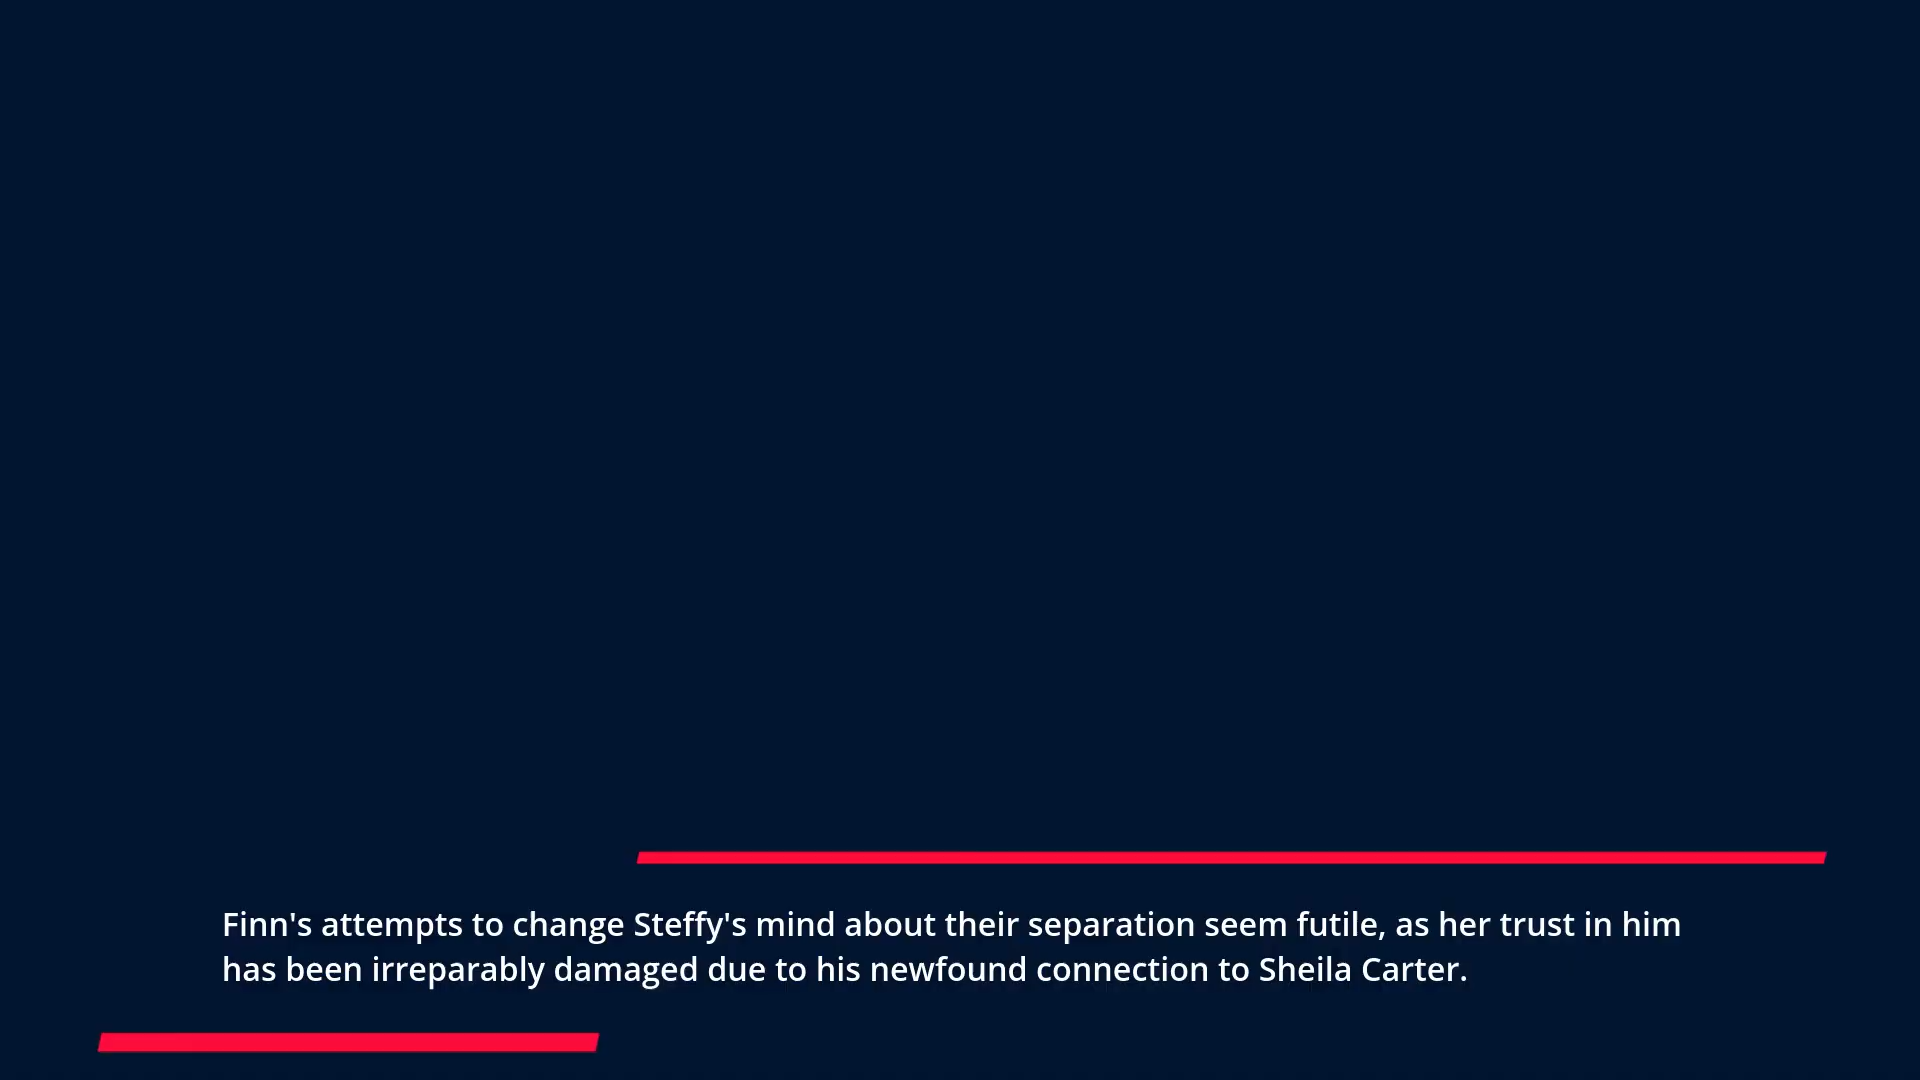 Finn's attempts to change Steffy's mind about their separation seem futile, as her trust in him
has been irreparably damaged due to his newfound connection to Sheila Carter.